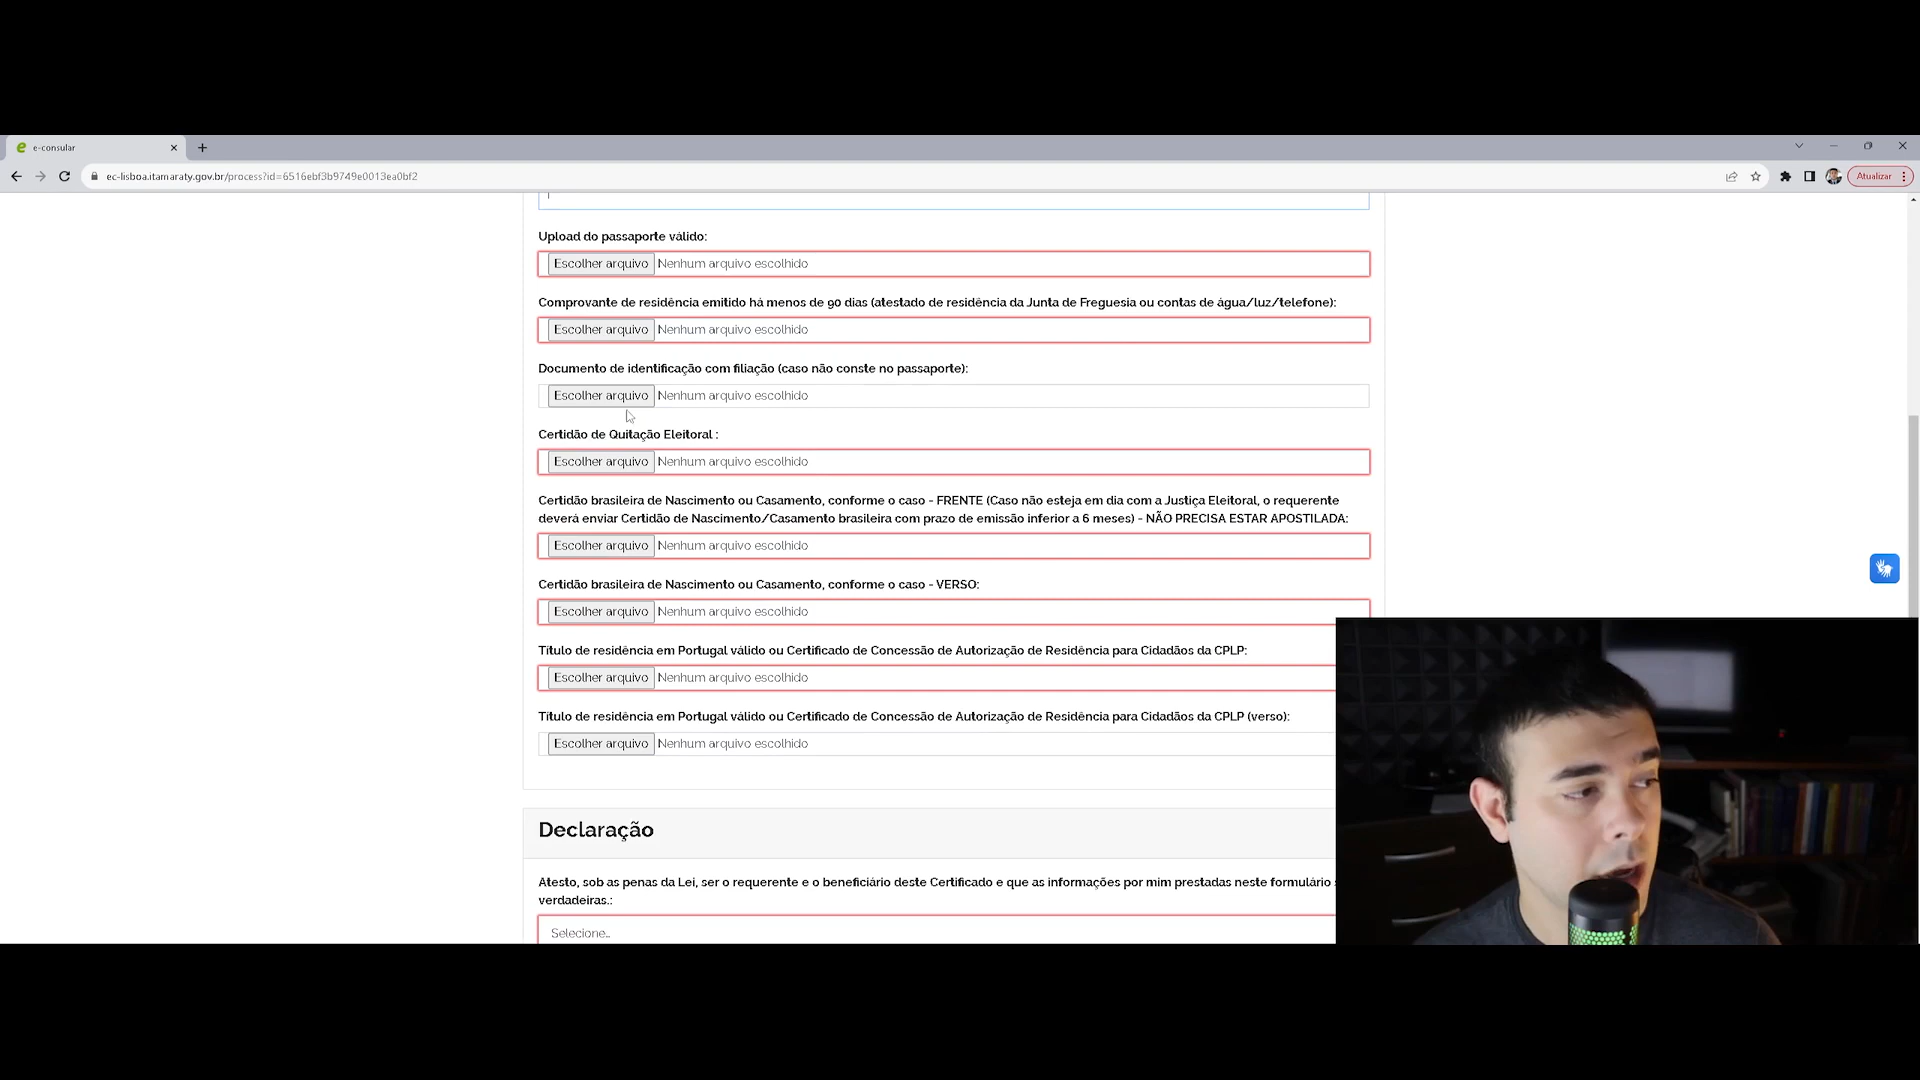 e-consular
ec-lisboa.itamaraty.gov.br/process?id=6516ebf3b9749e0013ea0bf2
Atualizar
Upload do passaporte válido:
Escolher arquivo Nenhum arquivo escolhido
Comprovante de residência emitido há menos de 90 dias (atestado de residência da Junta de Freguesia ou contas de água/luz/telefone):
Escolher arquivo Nenhum arquivo escolhido
Documento de identificação com filiação (caso não conste no passaporte):
Escolher arquivo Nenhum arquivo escolhido
Certidão de Quitação Eleitoral :
Escolher arquivo Nenhum arquivo escolhido
Certidão brasileira de Nascimento ou Casamento, conforme o caso - FRENTE (Caso não esteja em dia com a Justiça Eleitoral, o requerente
deverá enviar Certidão de Nascimento/Casamento brasileira com prazo de emissão inferior a 6 meses) - NÃO PRECISA ESTAR APOSTILADA:
Escolher arquivo Nenhum arquivo escolhido
Certidão brasileira de Nascimento ou Casamento, conforme o caso - VERSO:
Escolher arquivo Nenhum arquivo escolhido
Título de residência em Portugal válido ou Certificado de Concessão de Autorização de Residência para Cidadãos da CPLP:
Escolher arquivo Nenhum arquivo escolhido
Título de residência em Portugal válido ou Certificado de Concessão de Autorização de Residência para Cidadãos da CPLP (verso):
Escolher arquivo Nenhum arquivo escolhido
Declaração
Atesto, sob as penas da Lei, ser o requerente e o beneficiário deste Certificado e que as informações por mim prestadas neste formulário
verdadeiras.:
Selecione...